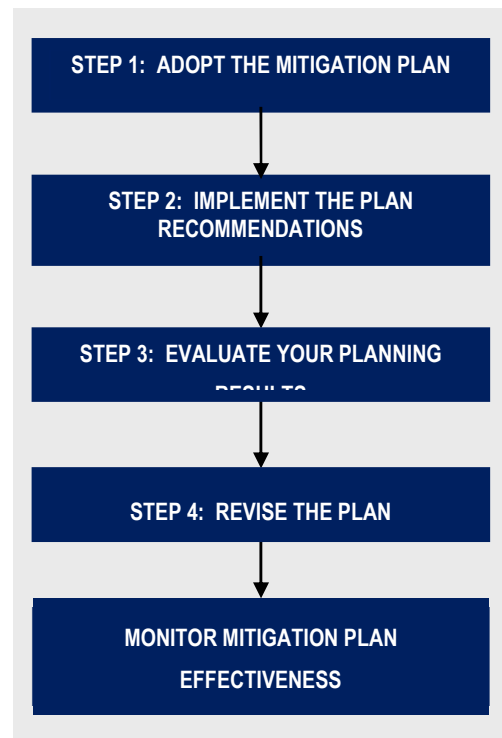 STEP 1: ADOPT THE MITIGATION PLAN
STEP 2: IMPLEMENT THE PLAN
RECOMMENDATIONS
STEP 3: EVALUATE YOUR PLANNING
RESULTS
STEP 4: REVISE THE PLAN
MONITOR MITIGATION PLAN
EFFECTIVENESS